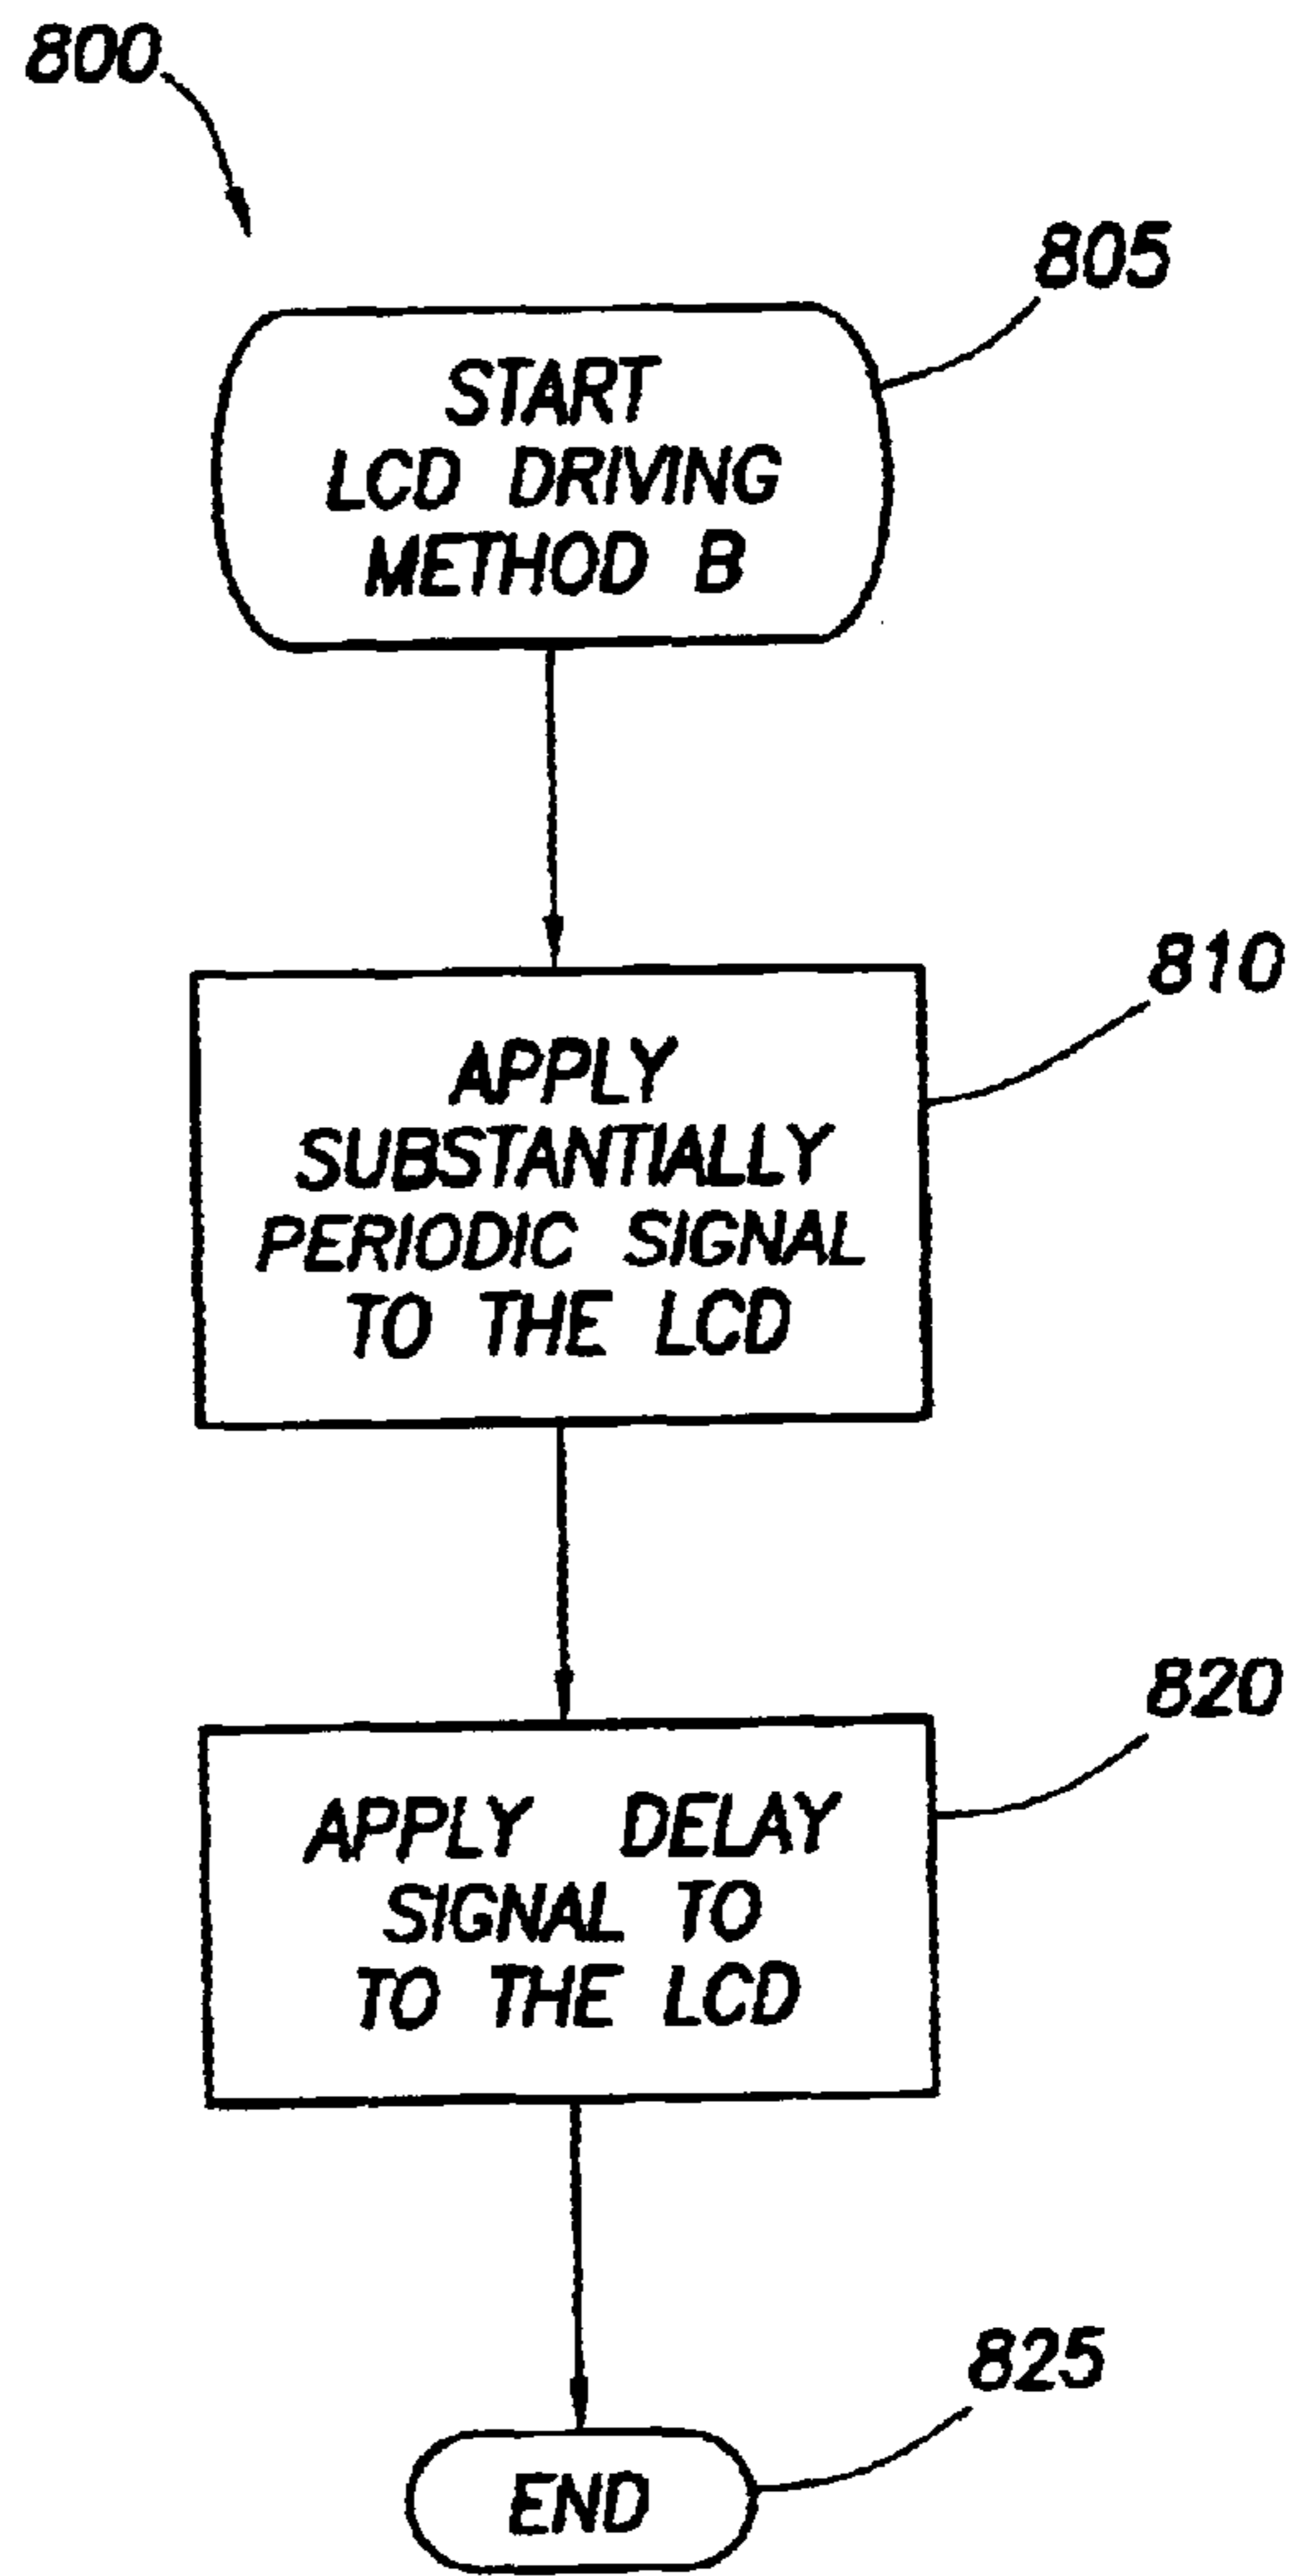 800
805
START
LCD DRIVING
METHOD B
810
APPLY
SUBSTANTIALLY
PERIODIC SIGNAL
TO THE LCD
820
APPLY DELAY
SIGNAL TO
TO THE LCD
825
END